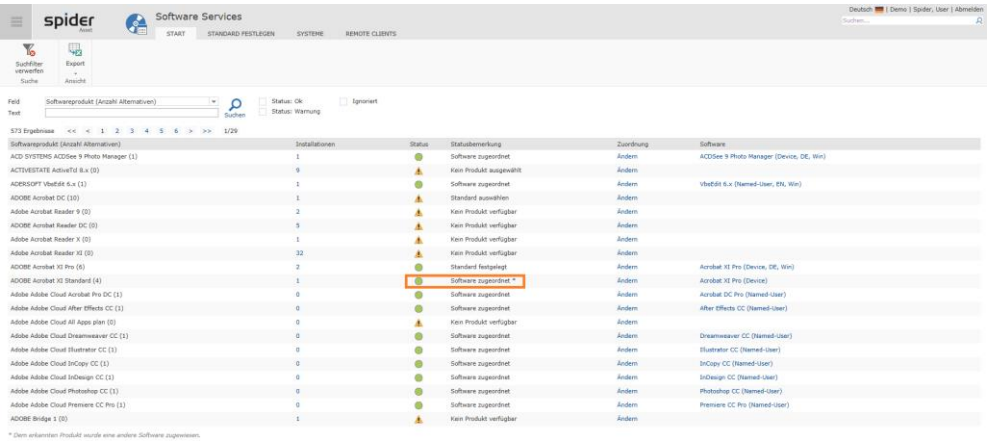 Deutsch | Demo | Spider, User | Abmelden
spider
Asset
Software Services
Suchen...
START STANDARD FESTLEGEN SYSTEME REMOTE CLIENTS
Suchfilter verwerfen
Export
Suche
Ansicht
Feld Softwareprodukt (Anzahl Alternativen) Suchen Status: Ok Ignoriert
Text Status: Warnung
573 Ergebnisse << < 1 2 3 4 5 6 > >> 1/29
Softwareprodukt (Anzahl Alternativen) Installationen Status Statusbemerkung Zuordnung Software
ACD SYSTEMS ACDSee 9 Photo Manager (1) 1 Software zugeordnet Ändern ACDSee 9 Photo Manager (Device, DE, Win)
ACTIVESTATE ActiveTcl 8.x (0) 9 Kein Produkt ausgewählt Ändern
ADERSOFT VbsEdit 6.x (1) 1 Software zugeordnet Ändern VbsEdit 6.x (Named-User, EN, Win)
ADOBE Acrobat DC (10) 1 Standard auswählen Ändern
Adobe Acrobat Reader 9 (0) 2 Kein Produkt verfügbar Ändern
ADOBE Acrobat Reader DC (0) 5 Kein Produkt verfügbar Ändern
Adobe Acrobat Reader X (0) 1 Kein Produkt verfügbar Ändern
Adobe Acrobat Reader XI (0) 32 Kein Produkt verfügbar Ändern
ADOBE Acrobat XI Pro (6) 2 Standard festgelegt Ändern Acrobat XI Pro (Device, DE, Win)
ADOBE Acrobat XI Standard (4) 1 Software zugeordnet * Ändern Acrobat XI Pro (Device)
Adobe Adobe Cloud Acrobat Pro DC (1) 0 Software zugeordnet Ändern Acrobat DC Pro (Named-User)
Adobe Adobe Cloud After Effects CC (1) 0 Software zugeordnet Ändern After Effects CC (Named-User)
Adobe Adobe Cloud All Apps plan (0) 0 Kein Produkt verfügbar Ändern
Adobe Adobe Cloud Dreamweaver CC (1) 0 Software zugeordnet Ändern Dreamweaver CC (Named-User)
Adobe Adobe Cloud Illustrator CC (1) 0 Software zugeordnet Ändern Illustrator CC (Named-User)
Adobe Adobe Cloud InCopy CC (1) 0 Software zugeordnet Ändern InCopy CC (Named-User)
Adobe Adobe Cloud InDesign CC (1) 0 Software zugeordnet Ändern InDesign CC (Named-User)
Adobe Adobe Cloud Photoshop CC (1) 0 Software zugeordnet Ändern Photoshop CC (Named-User)
Adobe Adobe Cloud Premiere CC Pro (1) 0 Software zugeordnet Ändern Premiere CC Pro (Named-User)
ADOBE Bridge 1 (0) 1 Kein Produkt verfügbar Ändern
* Dem erkannten Produkt wurde eine andere Software zugewiesen.